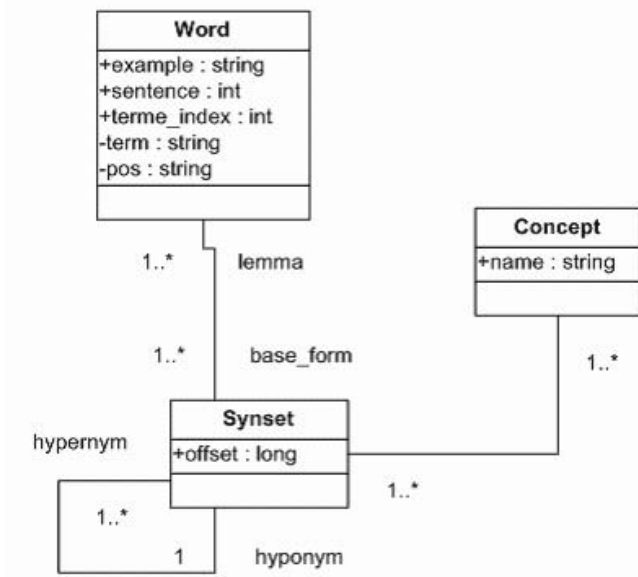 Word
+example : string
+sentence : int
+terme_index : int
-term : string
-pos : string
Concept
+name : string
1..* lemma
1..* base_form
1..*
Synset
+offset : long
hypernym
1..*
1..*
1 hyponym